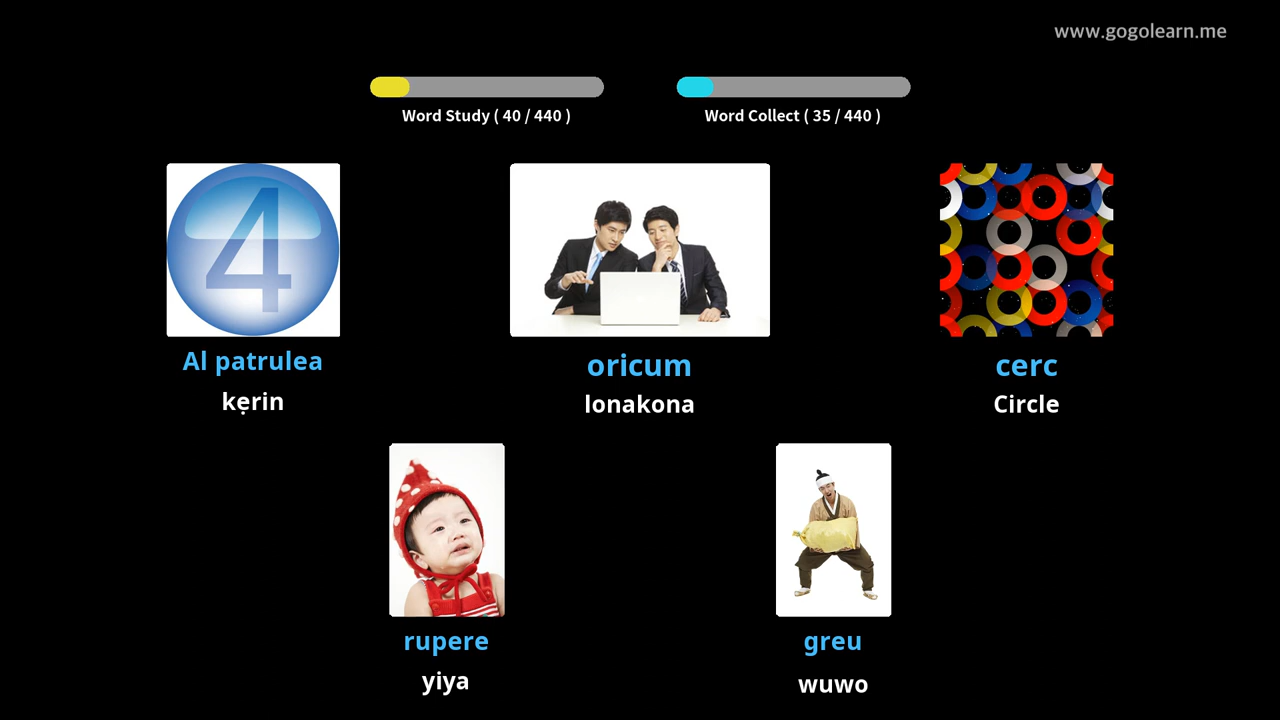 www.gogolearn.me
Word Study ( 40 / 440 )
Word Collect ( 35 / 440 )
4
Al patrulea
kẹrin
oricum
lonakona
cerc
Circle
rupere
yiya
greu
wuwo